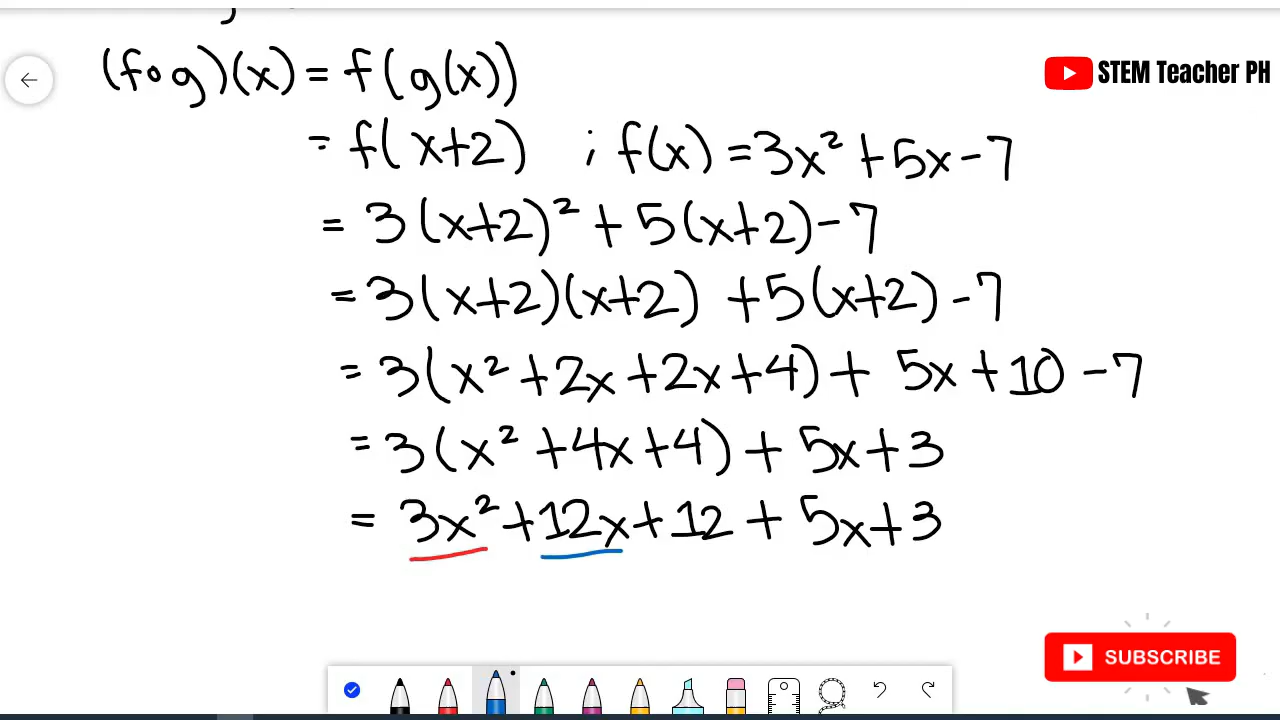 (f∘g)(x) = f(g(x))
STEM Teacher PH
= f(x+2) ; f(x) = 3x² + 5x - 7
= 3(x+2)² + 5(x+2) - 7
= 3(x+2)(x+2) + 5(x+2) - 7
= 3(x² + 2x + 2x + 4) + 5x + 10 - 7
= 3(x² + 4x + 4) + 5x + 3
= 3x² + 12x + 12 + 5x + 3
SUBSCRIBE